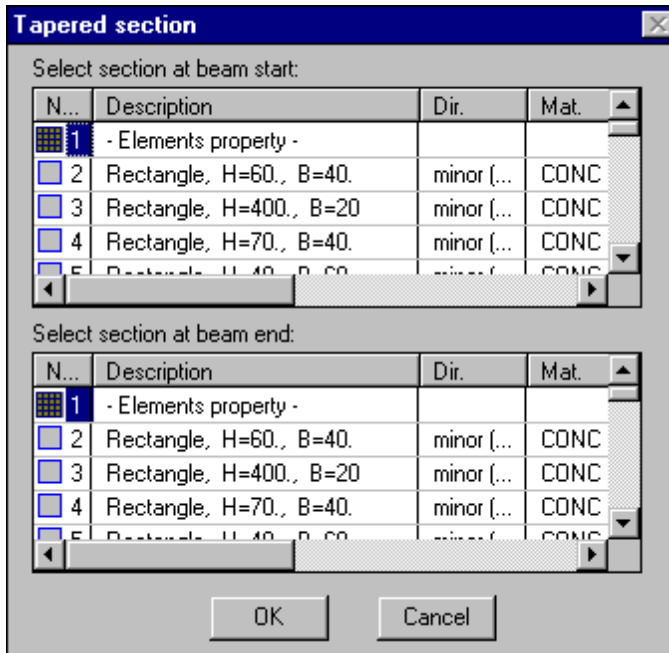 Tapered section
Select section at beam start:
N... Description Dir. Mat.
1 - Elements property -
2 Rectangle, H=60., B=40. minor (... CONC
3 Rectangle, H=400., B=20 minor (... CONC
4 Rectangle, H=70., B=40. minor (... CONC
Select section at beam end:
N... Description Dir. Mat.
1 - Elements property -
2 Rectangle, H=60., B=40. minor (... CONC
3 Rectangle, H=400., B=20 minor (... CONC
4 Rectangle, H=70., B=40. minor (... CONC
OK Cancel